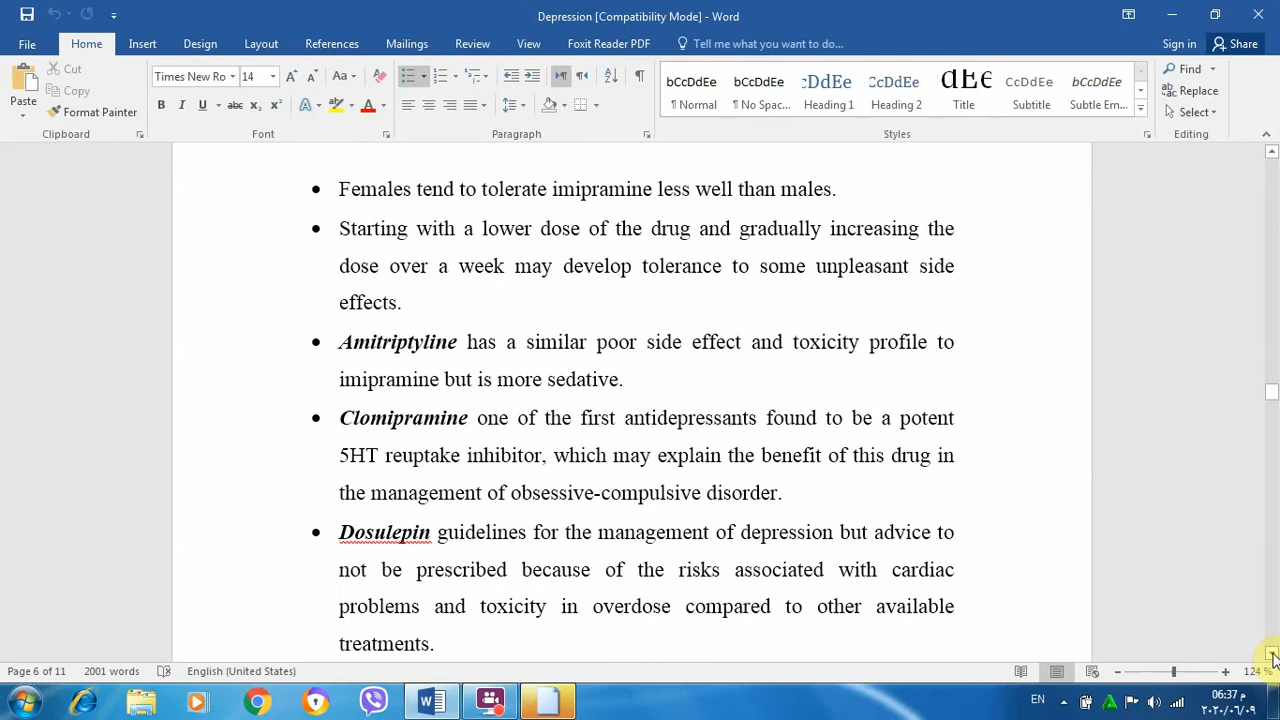 Depression [Compatibility Mode] - Word
File Home Insert Design Layout References Mailings Review View Foxit Reader PDF Tell me what you want to do... Sign in Share
Paste
Cut
Copy
Format Painter
Clipboard
Times New Ro 14
Font
Paragraph
bCcDdEe bCcDdEe CcDdEe CcDdEe dEe CcDdEe bCcDdEe
¶ Normal ¶ No Spac... Heading 1 Heading 2 Title Subtitle Subtle Em...
Styles
Find
Replace
Select
Editing
• Females tend to tolerate imipramine less well than males.
• Starting with a lower dose of the drug and gradually increasing the
dose over a week may develop tolerance to some unpleasant side
effects.
• Amitriptyline has a similar poor side effect and toxicity profile to
imipramine but is more sedative.
• Clomipramine one of the first antidepressants found to be a potent
5HT reuptake inhibitor, which may explain the benefit of this drug in
the management of obsessive-compulsive disorder.
• Dosulepin guidelines for the management of depression but advice to
not be prescribed because of the risks associated with cardiac
problems and toxicity in overdose compared to other available
treatments.
Page 6 of 11 2001 words English (United States) 124 %
EN
06:37 م
٢٠٢٠/٠٦/٠٩